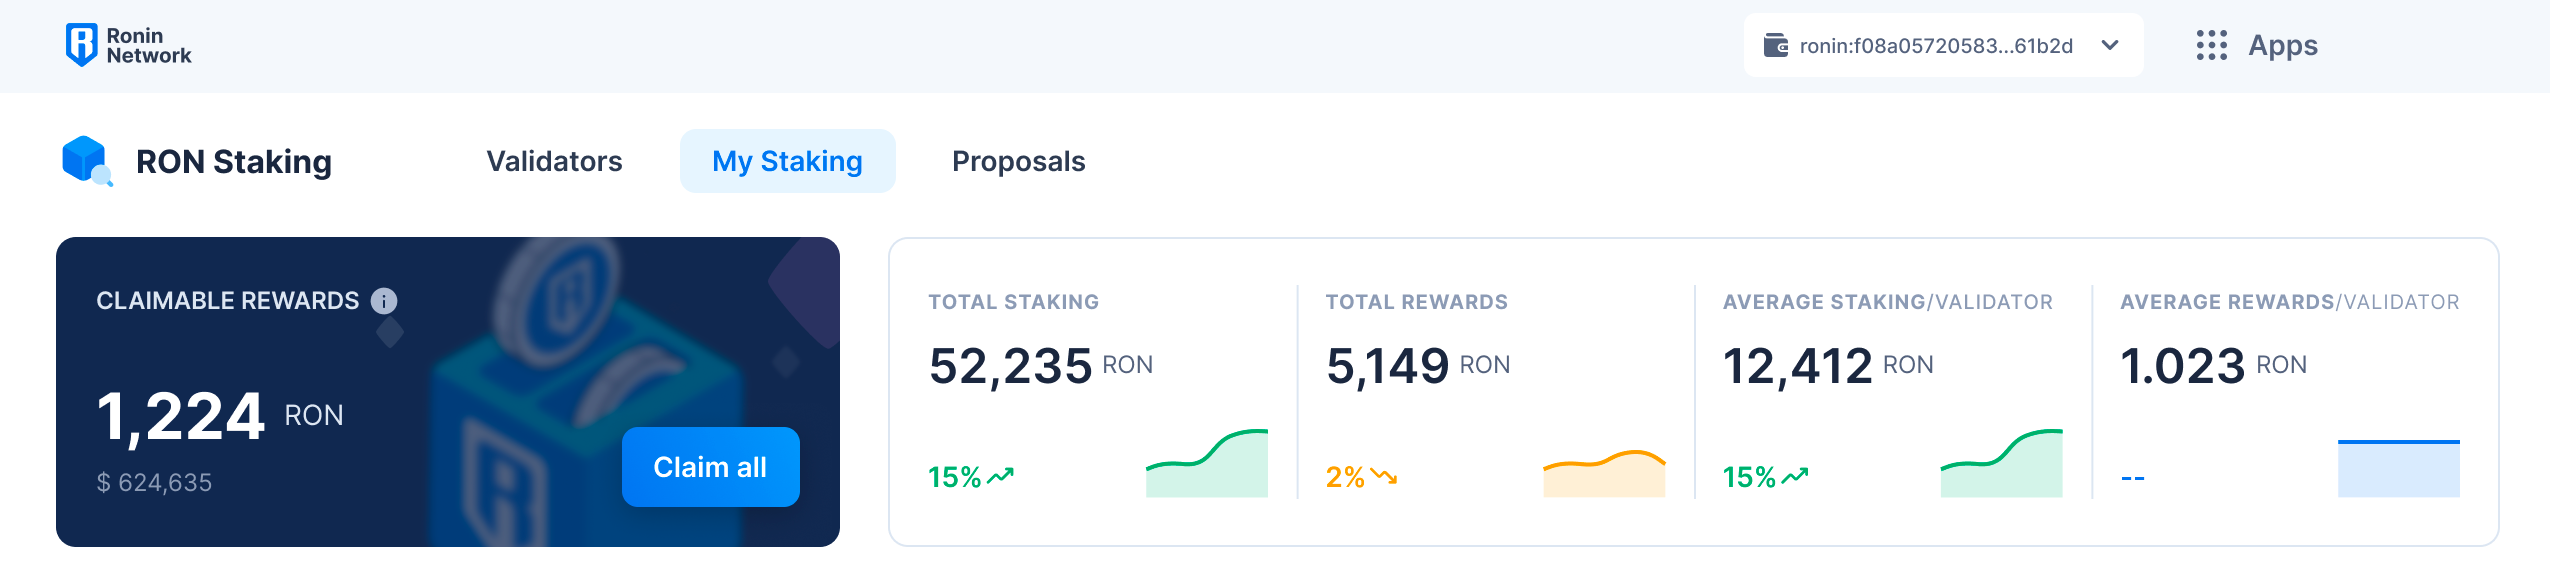 Ronin
Network
ronin:f08a05720583...61b2d
Apps
RON Staking
Validators
My Staking
Proposals
CLAIMABLE REWARDS
1,224 RON
$ 624,635
Claim all
TOTAL STAKING
52,235 RON
15%
TOTAL REWARDS
5,149 RON
2%
AVERAGE STAKING/VALIDATOR
12,412 RON
15%
AVERAGE REWARDS/VALIDATOR
1.023 RON
--